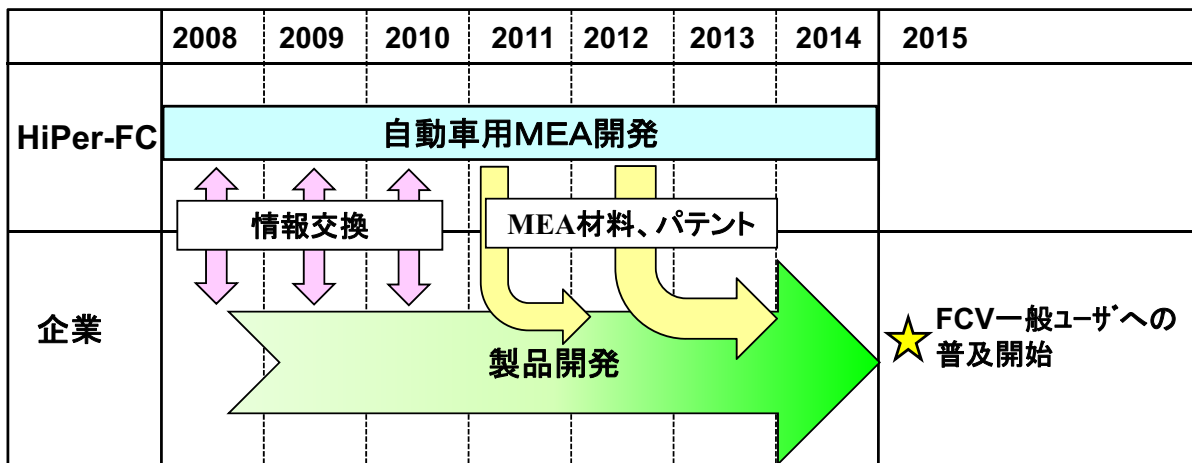 2008 2009 2010 2011 2012 2013 2014 2015
HiPer-FC
自動車用MEA開発
情報交換
MEA材料、パテント
企業
製品開発
FCV一般ﾕｰｻﾞへの
普及開始